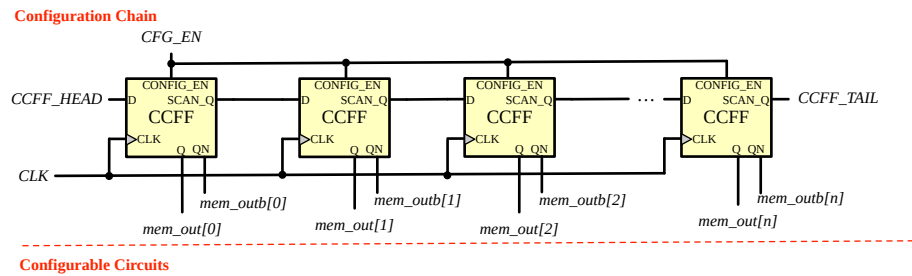 Configuration Chain
CFG_EN
CONFIG_EN CONFIG_EN CONFIG_EN CONFIG_EN
CCFF_HEAD D SCAN_Q D SCAN_Q D SCAN_Q ... D SCAN_Q CCFF_TAIL
CCFF CCFF CCFF CCFF
CLK CLK CLK CLK
Q QN Q QN Q QN Q QN
CLK
mem_outb[0] mem_outb[1] mem_outb[2] mem_outb[n]
mem_out[0] mem_out[1] mem_out[2] mem_out[n]
Configurable Circuits